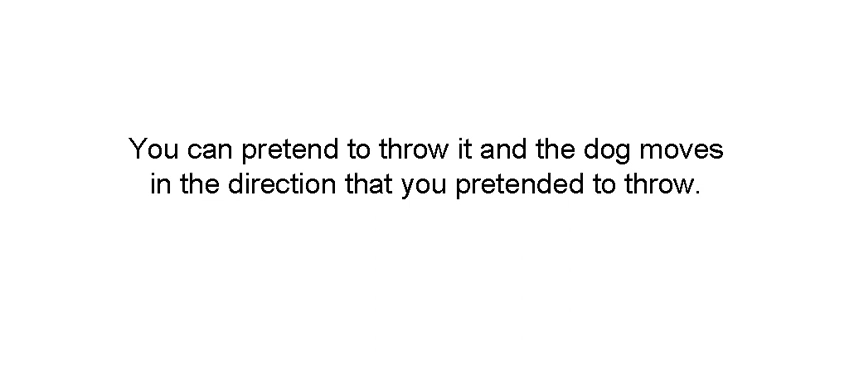 You can pretend to throw it and the dog moves
in the direction that you pretended to throw.